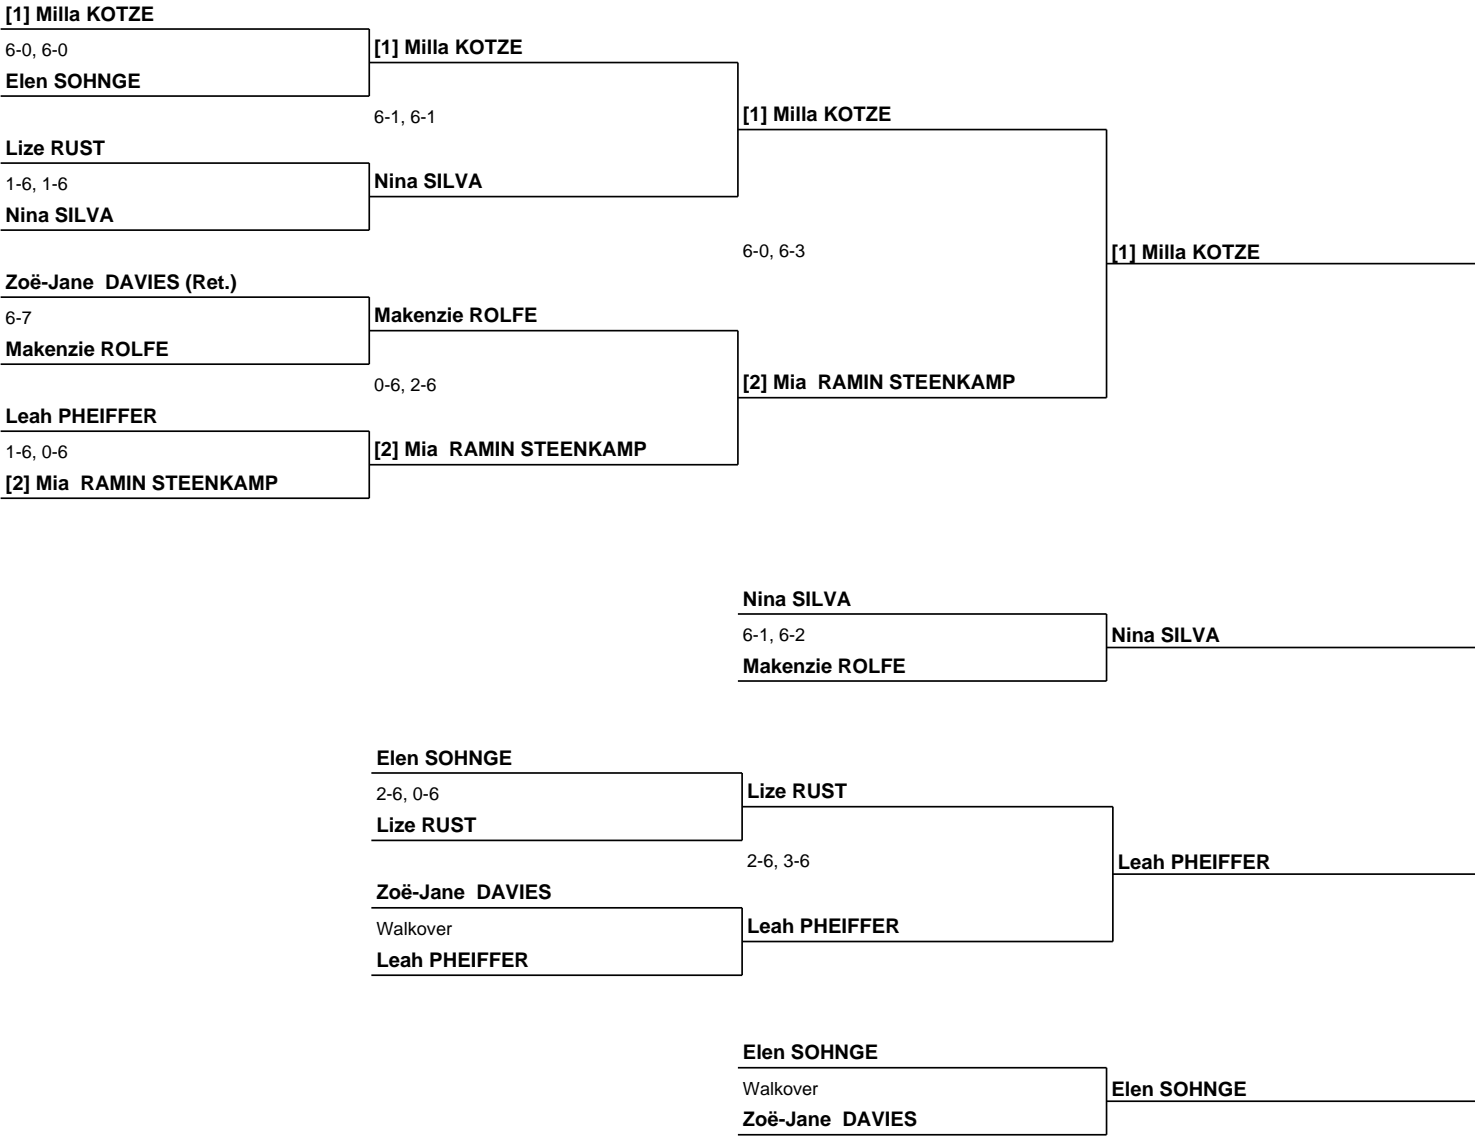 [1] Milla KOTZE
6-0, 6-0
[1] Milla KOTZE
Elen SOHNGE
6-1, 6-1
[1] Milla KOTZE
Lize RUST
1-6, 1-6
Nina SILVA
Nina SILVA
6-0, 6-3
[1] Milla KOTZE
Zoë-Jane  DAVIES (Ret.)
6-7
Makenzie ROLFE
Makenzie ROLFE
0-6, 2-6
[2] Mia  RAMIN STEENKAMP
Leah PHEIFFER
1-6, 0-6
[2] Mia  RAMIN STEENKAMP
[2] Mia  RAMIN STEENKAMP
Nina SILVA
6-1, 6-2
Nina SILVA
Makenzie ROLFE
Elen SOHNGE
2-6, 0-6
Lize RUST
Lize RUST
2-6, 3-6
Leah PHEIFFER
Zoë-Jane  DAVIES
Walkover
Leah PHEIFFER
Leah PHEIFFER
Elen SOHNGE
Walkover
Elen SOHNGE
Zoë-Jane  DAVIES